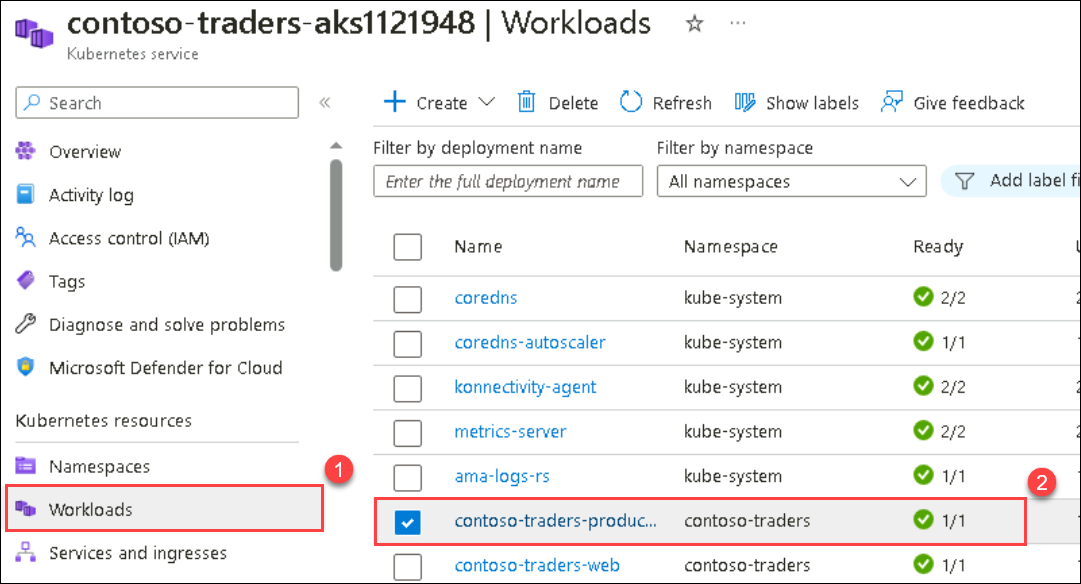 contoso-traders-aks1121948 | Workloads
Kubernetes service
Search
Overview
Activity log
Access control (IAM)
Tags
Diagnose and solve problems
Microsoft Defender for Cloud
Kubernetes resources
Namespaces
1
Workloads
Services and ingresses
Create Delete Refresh Show labels Give feedback
Filter by deployment name Filter by namespace
Enter the full deployment name All namespaces Add label fi
Name Namespace Ready
coredns kube-system 2/2
coredns-autoscaler kube-system 1/1
konnectivity-agent kube-system 2/2
metrics-server kube-system 2/2
ama-logs-rs kube-system 1/1
2
contoso-traders-produc... contoso-traders 1/1
contoso-traders-web contoso-traders 1/1